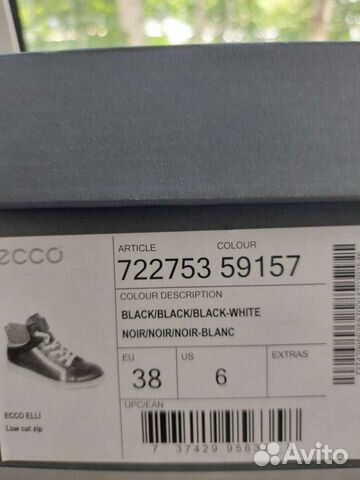 ecco
ARTICLE COLOUR
722753 59157
COLOUR DESCRIPTION
BLACK/BLACK/BLACK-WHITE
NOIR/NOIR/NOIR-BLANC
EU US EXTRAS
38 6
UPC/EAN
ECCO ELLI
Low cut zip
7 37429
Avito